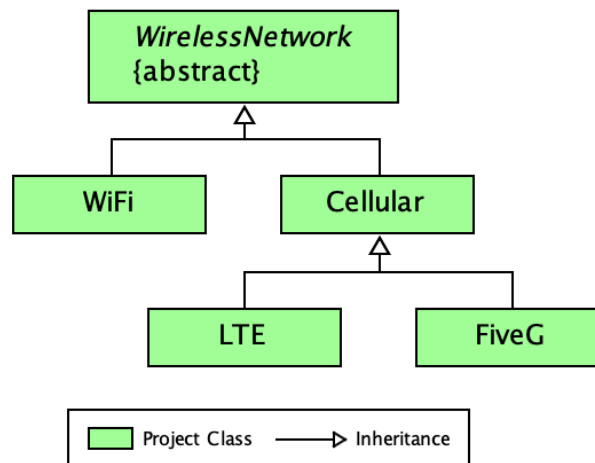 WirelessNetwork
{abstract}
WiFi
Cellular
LTE
FiveG
Project Class
Inheritance